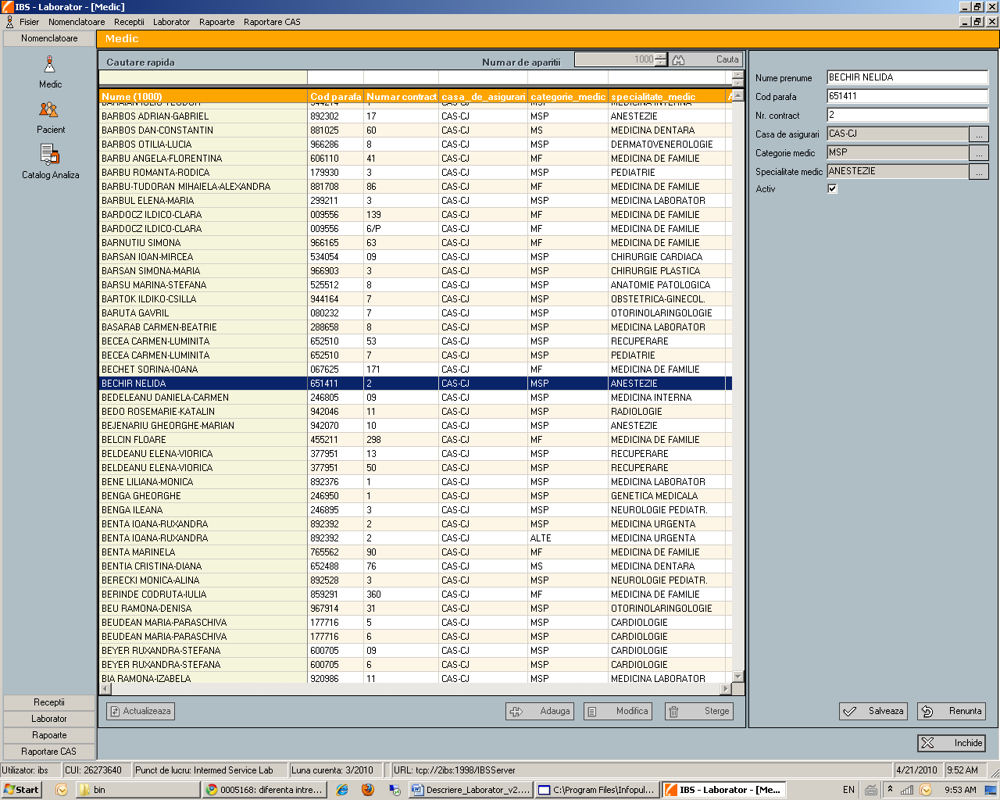 IBS - Laborator - [Medic]
Fisier Nomenclatoare Receptii Laborator Rapoarte Raportare CAS
Nomenclatoare
Medic
Pacient
Catalog Analiza
Receptii
Laborator
Rapoarte
Raportare CAS
Medic
Cautare rapida Numar de aparitii 1000 Cauta
Nume (1000) Cod parafa Numar contract casa_de_asigurari categorie_medic specialitate_medic
BARBOS ADRIAN-GABRIEL 892302 17 CAS-CJ MSP ANESTEZIE
BARBOS DAN-CONSTANTIN 881025 60 CAS-CJ MS MEDICINA DENTARA
BARBOS OTILIA-LUCIA 966286 8 CAS-CJ MSP DERMATOVENEROLOGIE
BARBU ANGELA-FLORENTINA 606110 41 CAS-CJ MF MEDICINA DE FAMILIE
BARBU ROMANTA-RODICA 179930 3 CAS-CJ MSP PEDIATRIE
BARBU-TUDORAN MIHAIELA-ALEXANDRA 881708 86 CAS-CJ MF MEDICINA DE FAMILIE
BARBUL ELENA-MARIA 299211 3 CAS-CJ MSP MEDICINA LABORATOR
BARDOCZ ILDICO-CLARA 009556 139 CAS-CJ MF MEDICINA DE FAMILIE
BARDOCZ ILDICO-CLARA 009556 6/P CAS-CJ MF MEDICINA DE FAMILIE
BARNUTIU SIMONA 966165 63 CAS-CJ MF MEDICINA DE FAMILIE
BARSAN IOAN-MIRCEA 534054 09 CAS-CJ MSP CHIRURGIE CARDIACA
BARSAN SIMONA-MARIA 966903 3 CAS-CJ MSP CHIRURGIE PLASTICA
BARSU MARINA-STEFANA 525512 8 CAS-CJ MSP ANATOMIE PATOLOGICA
BARTOK ILDIKO-CSILLA 944164 7 CAS-CJ MSP OBSTETRICA-GINECOL.
BARUTA GAVRIL 080232 7 CAS-CJ MSP OTORINOLARINGOLOGIE
BASARAB CARMEN-BEATRIE 288658 8 CAS-CJ MSP MEDICINA LABORATOR
BECEA CARMEN-LUMINITA 652510 53 CAS-CJ MSP RECUPERARE
BECEA CARMEN-LUMINITA 652510 7 CAS-CJ MSP PEDIATRIE
BECHET SORINA-IOANA 067625 171 CAS-CJ MF MEDICINA DE FAMILIE
BECHIR NELIDA 651411 2 CAS-CJ MSP ANESTEZIE
BEDELEANU DANIELA-CARMEN 246805 09 CAS-CJ MSP MEDICINA INTERNA
BEDO ROSEMARIE-KATALIN 942046 11 CAS-CJ MSP RADIOLOGIE
BEJENARIU GHEORGHE-MARIAN 942070 10 CAS-CJ MSP ANESTEZIE
BELCIN FLOARE 455211 298 CAS-CJ MF MEDICINA DE FAMILIE
BELDEANU ELENA-VIORICA 377951 13 CAS-CJ MSP RECUPERARE
BELDEANU ELENA-VIORICA 377951 50 CAS-CJ MSP RECUPERARE
BENE LILIANA-MONICA 892376 1 CAS-CJ MSP MEDICINA LABORATOR
BENGA GHEORGHE 246950 1 CAS-CJ MSP GENETICA MEDICALA
BENGA ILEANA 246895 3 CAS-CJ MSP NEUROLOGIE PEDIATR.
BENTA IOANA-RUXANDRA 892392 2 CAS-CJ MSP MEDICINA URGENTA
BENTA IOANA-RUXANDRA 892392 2 CAS-CJ ALTE MEDICINA URGENTA
BENTA MARINELA 765562 90 CAS-CJ MF MEDICINA DE FAMILIE
BENTIA CRISTINA-DIANA 652488 76 CAS-CJ MS MEDICINA DENTARA
BERECKI MONICA-ALINA 892528 3 CAS-CJ MSP NEUROLOGIE PEDIATR.
BERINDE CODRUTA-IULIA 859291 360 CAS-CJ MF MEDICINA DE FAMILIE
BEU RAMONA-DENISA 967914 31 CAS-CJ MSP OTORINOLARINGOLOGIE
BEUDEAN MARIA-PARASCHIVA 177716 5 CAS-CJ MSP CARDIOLOGIE
BEUDEAN MARIA-PARASCHIVA 177716 6 CAS-CJ MSP CARDIOLOGIE
BEYER RUXANDRA-STEFANA 600705 09 CAS-CJ MSP CARDIOLOGIE
BEYER RUXANDRA-STEFANA 600705 6 CAS-CJ MSP CARDIOLOGIE
BIA RAMONA-IZABELA 920986 11 CAS-CJ MSP MEDICINA LABORATOR
Actualizeaza Adauga Modifica Sterge
Nume prenume BECHIR NELIDA
Cod parafa 651411
Nr. contract 2
Casa de asigurari CAS-CJ ...
Categorie medic MSP ...
Specialitate medic ANESTEZIE ...
Activ
Salveaza Renunta
Inchide
Utilizator: ibs CUI: 26273640 Punct de lucru: Intermed Service Lab Luna curenta: 3/2010 URL: tcp://2ibs:1998/IBSServer 4/21/2010 9:52 AM
Start bin 0005168: diferenta intre... Descriere_Laborator_v2.... C:\Program Files\Infopul... IBS - Laborator - [Me... EN 9:53 AM